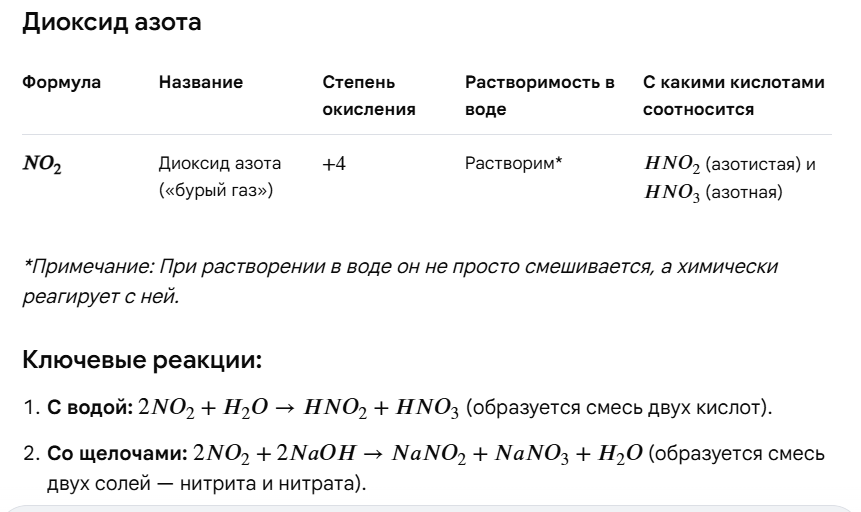 Диоксид азота
Формула Название Степень окисления Растворимость в воде С какими кислотами соотносится
NO₂ Диоксид азота («бурый газ») +4 Растворим* HNO₂ (азотистая) и HNO₃ (азотная)
*Примечание: При растворении в воде он не просто смешивается, а химически
реагирует с ней.
Ключевые реакции:
1. С водой: 2NO₂ + H₂O → HNO₂ + HNO₃ (образуется смесь двух кислот).
2. Со щелочами: 2NO₂ + 2NaOH → NaNO₂ + NaNO₃ + H₂O (образуется смесь
двух солей — нитрита и нитрата).